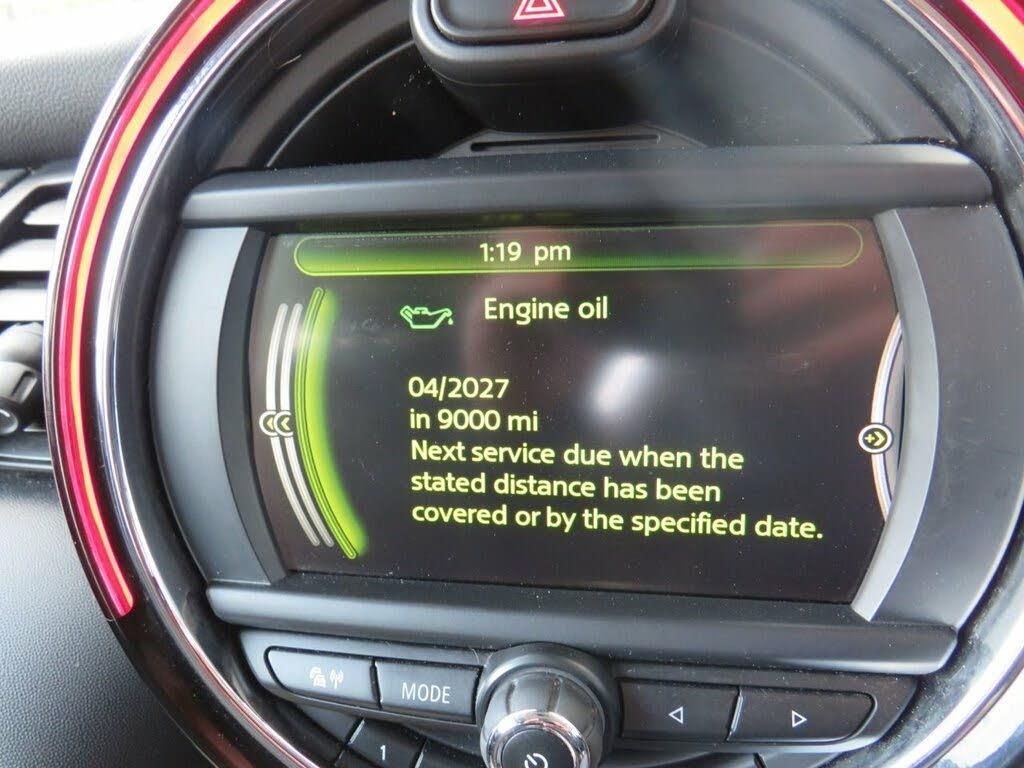 1:19 pm
Engine oil
04/2027
in 9000 mi
Next service due when the
stated distance has been
covered or by the specified date.
MODE
1